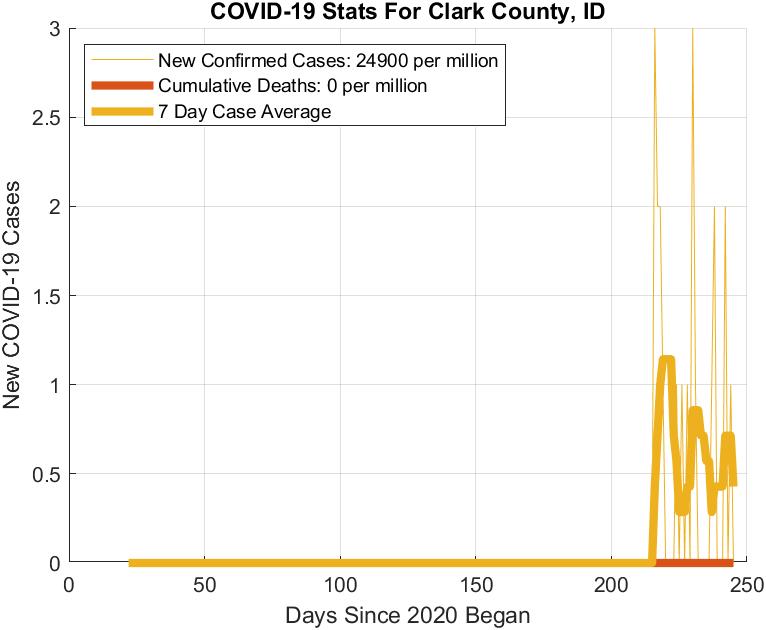 COVID-19 Stats For Clark County, ID
New Confirmed Cases: 24900 per million
Cumulative Deaths: 0 per million
7 Day Case Average
New COVID-19 Cases
3
2.5
2
1.5
1
0.5
0
0 50 100 150 200 250
Days Since 2020 Began